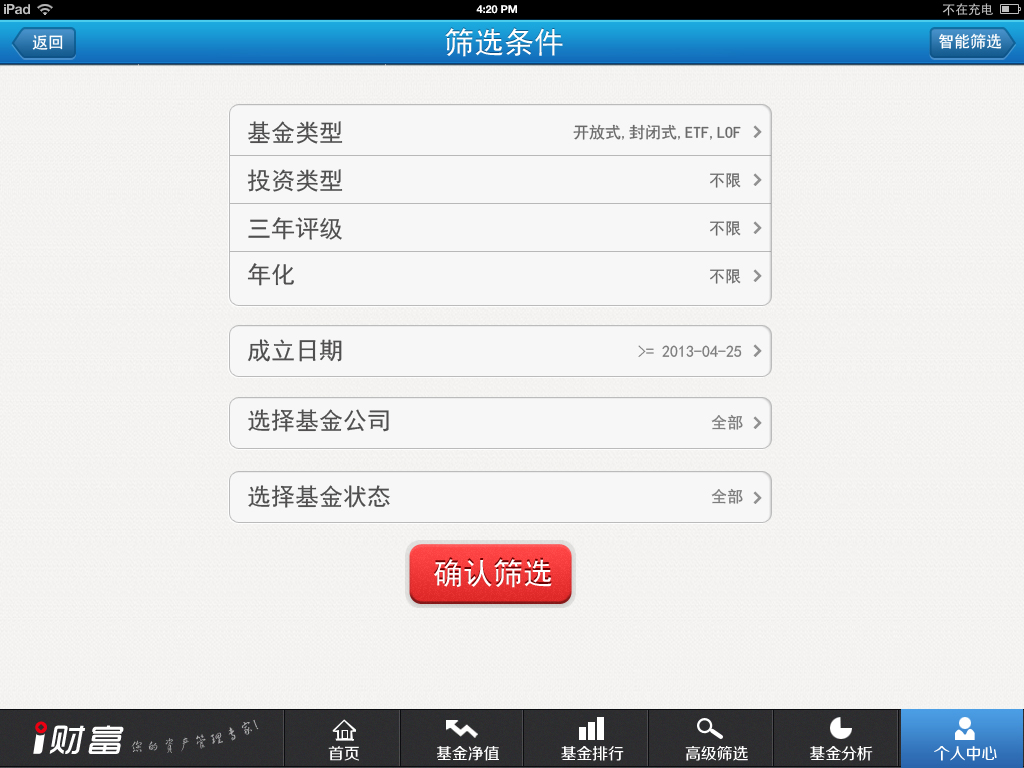 iPad 4:20 PM 不在充电
返回 筛选条件 智能筛选
基金类型 开放式,封闭式,ETF,LOF
投资类型 不限
三年评级 不限
年化 不限
成立日期 >= 2013-04-25
选择基金公司 全部
选择基金状态 全部
确认筛选
i财富 你的资产管理专家!
首页 基金净值 基金排行 高级筛选 基金分析 个人中心